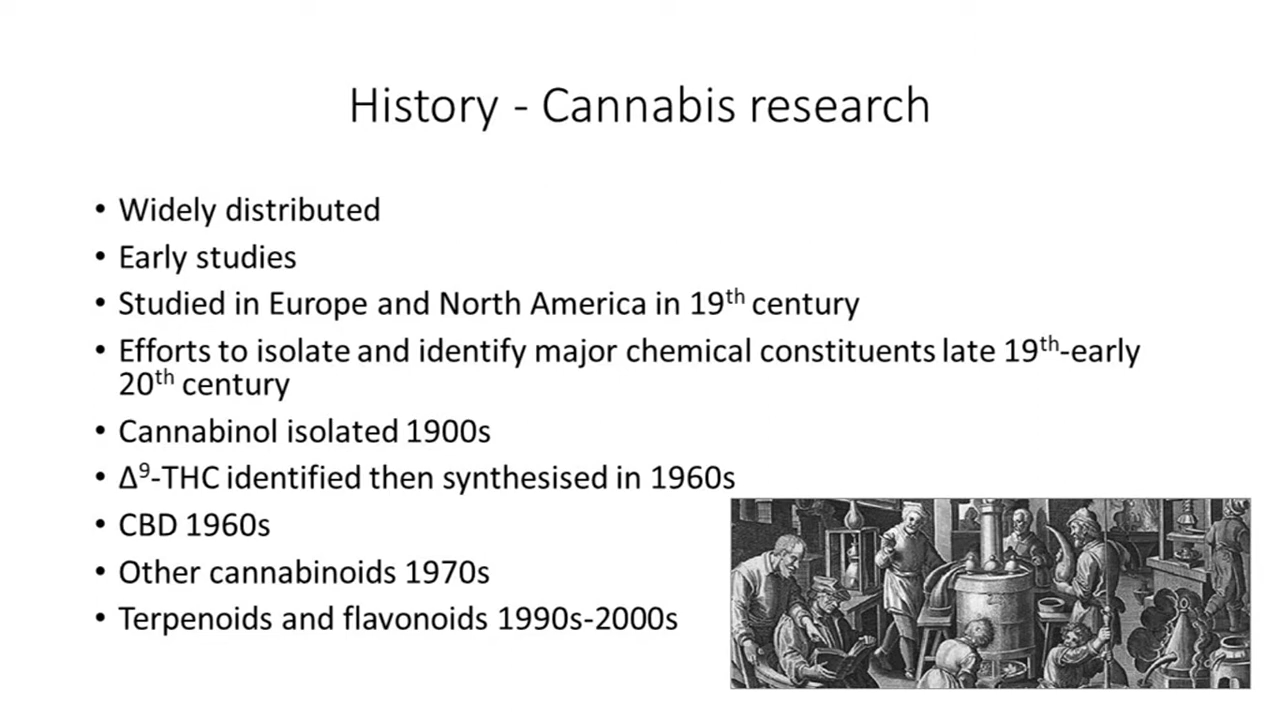 History - Cannabis research
• Widely distributed
• Early studies
• Studied in Europe and North America in 19th century
• Efforts to isolate and identify major chemical constituents late 19th-early
20th century
• Cannabinol isolated 1900s
• Δ⁹-THC identified then synthesised in 1960s
• CBD 1960s
• Other cannabinoids 1970s
• Terpenoids and flavonoids 1990s-2000s